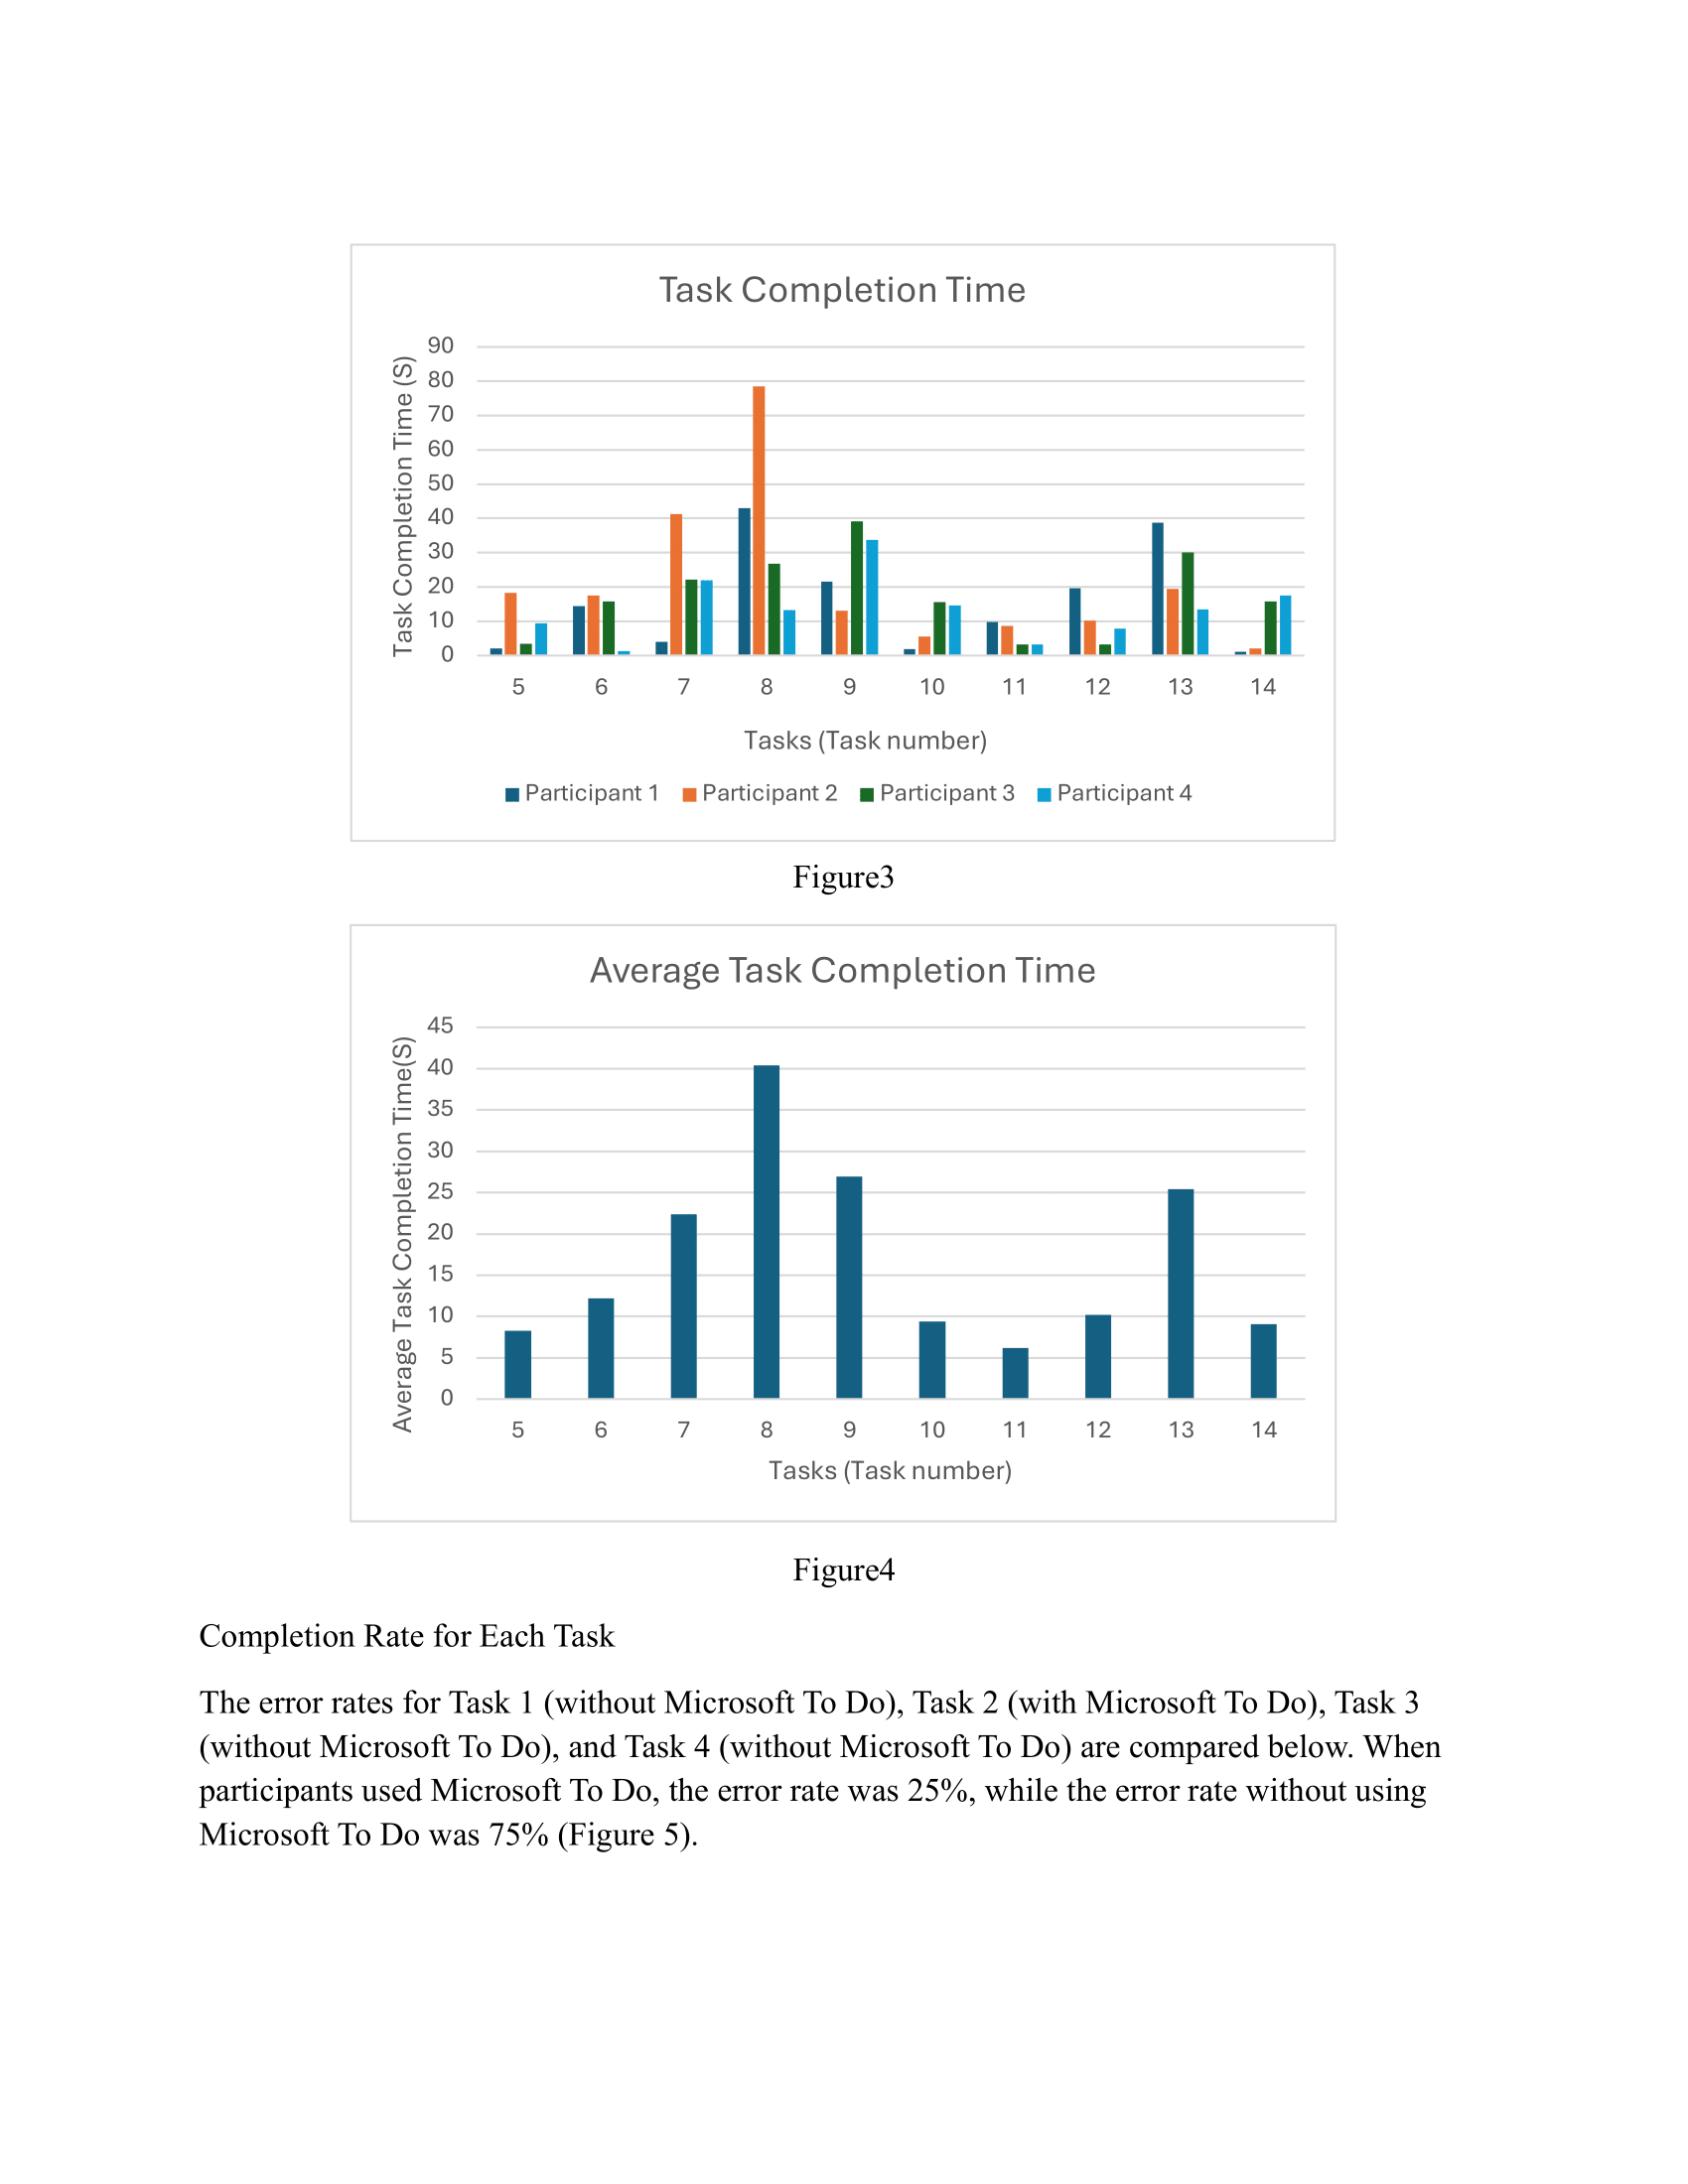 Task Completion Time
Task Completion Time (S)
90
80
70
60
50
40
30
20
10
0
5 6 7 8 9 10 11 12 13 14
Tasks (Task number)
Participant 1 Participant 2 Participant 3 Participant 4
Figure3
Average Task Completion Time
Average Task Completion Time(S)
45
40
35
30
25
20
15
10
5
0
5 6 7 8 9 10 11 12 13 14
Tasks (Task number)
Figure4
Completion Rate for Each Task
The error rates for Task 1 (without Microsoft To Do), Task 2 (with Microsoft To Do), Task 3
(without Microsoft To Do), and Task 4 (without Microsoft To Do) are compared below. When
participants used Microsoft To Do, the error rate was 25%, while the error rate without using
Microsoft To Do was 75% (Figure 5).